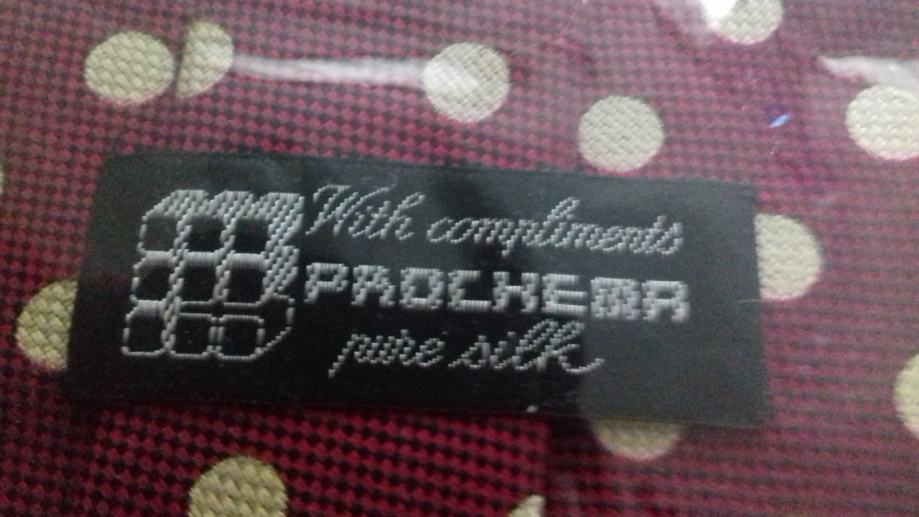 With compliments
PROCHEMA
pure silk